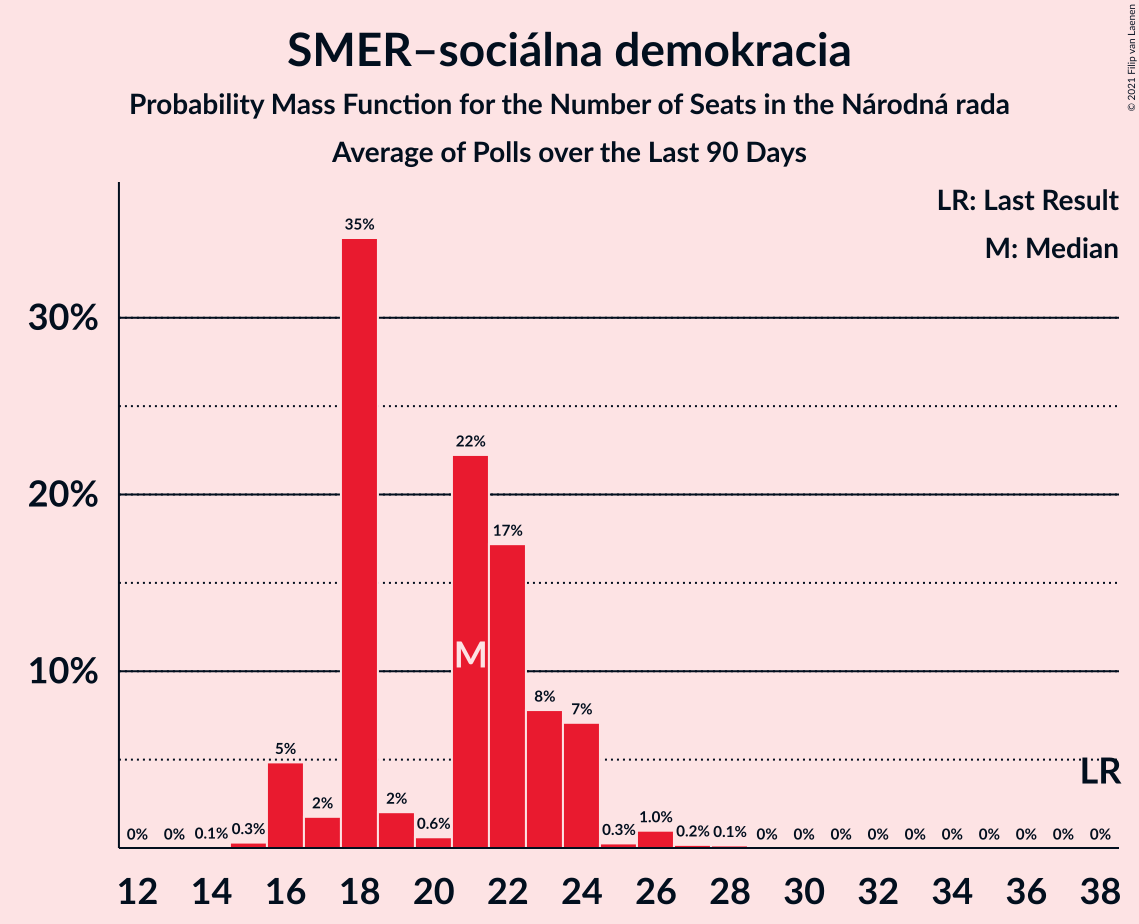 SMER–sociálna demokracia
Probability Mass Function for the Number of Seats in the Národná rada
Average of Polls over the Last 90 Days
© 2021 Filip van Laenen
LR: Last Result
M: Median
35%
30%
22%
20%
17%
M
10%
8%
7%
5%
LR
2%
2%
0% 0% 0.1% 0.3% 0.6% 0.3% 1.0% 0.2% 0.1% 0% 0% 0% 0% 0% 0% 0% 0% 0% 0%
12 14 16 18 20 22 24 26 28 30 32 34 36 38